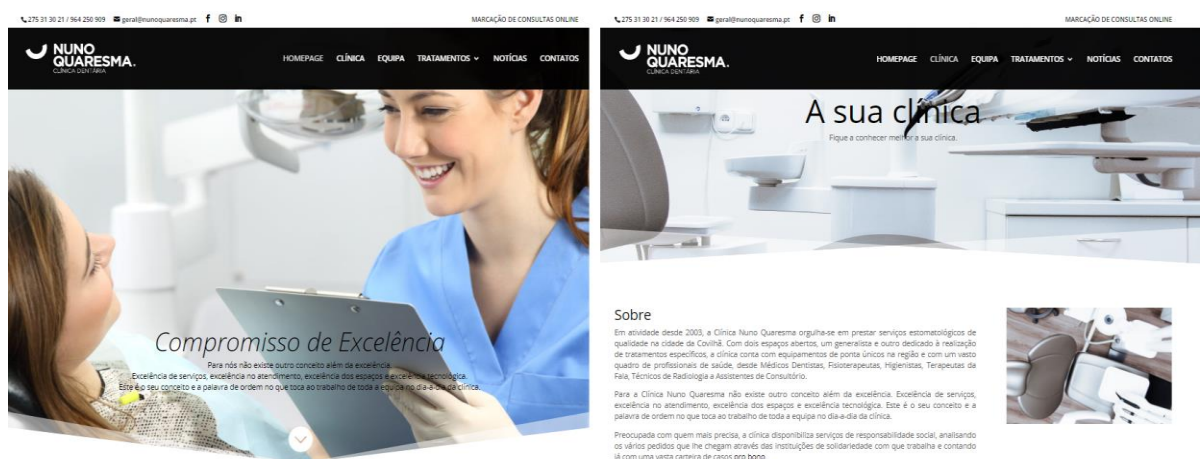 275 31 30 21 / 964 250 909 geral@nunoquaresma.pt
MARCAÇÃO DE CONSULTAS ONLINE
NUNO
QUARESMA.
CLÍNICA DENTÁRIA
HOMEPAGE CLÍNICA EQUIPA TRATAMENTOS NOTÍCIAS CONTATOS
Compromisso de Excelência
Para nós não existe outro conceito além da excelência.
Excelência de serviços, excelência no atendimento, excelência dos espaços e excelência tecnológica.
Este é o seu conceito e a palavra de ordem no que toca ao trabalho de toda a equipa no dia-a-dia da clínica.
275 31 30 21 / 964 250 909 geral@nunoquaresma.pt
MARCAÇÃO DE CONSULTAS ONLINE
NUNO
QUARESMA.
CLÍNICA DENTÁRIA
HOMEPAGE CLÍNICA EQUIPA TRATAMENTOS NOTÍCIAS CONTATOS
A sua clínica
Fique a conhecer melhor a sua clínica.
Sobre
Em atividade desde 2003, a Clínica Nuno Quaresma orgulha-se em prestar serviços estomatológicos de
qualidade na cidade da Covilhã. Com dois espaços abertos, um generalista e outro dedicado à realização
de tratamentos específicos, a clínica conta com equipamentos de ponta únicos na região e com um vasto
quadro de profissionais de saúde, desde Médicos Dentistas, Fisioterapeutas, Higienistas, Terapeutas da
Fala, Técnicos de Radiologia a Assistentes de Consultório.
Para a Clínica Nuno Quaresma não existe outro conceito além da excelência. Excelência de serviços,
excelência no atendimento, excelência dos espaços e excelência tecnológica. Este é o seu conceito e a
palavra de ordem no que toca ao trabalho de toda a equipa no dia-a-dia da clínica.
Preocupada com quem mais precisa, a clínica disponibiliza serviços de responsabilidade social, analisando
os vários pedidos que lhe chegam através das instituições de solidariedade com que trabalha e contando
já com uma vasta carteira de casos pro bono.